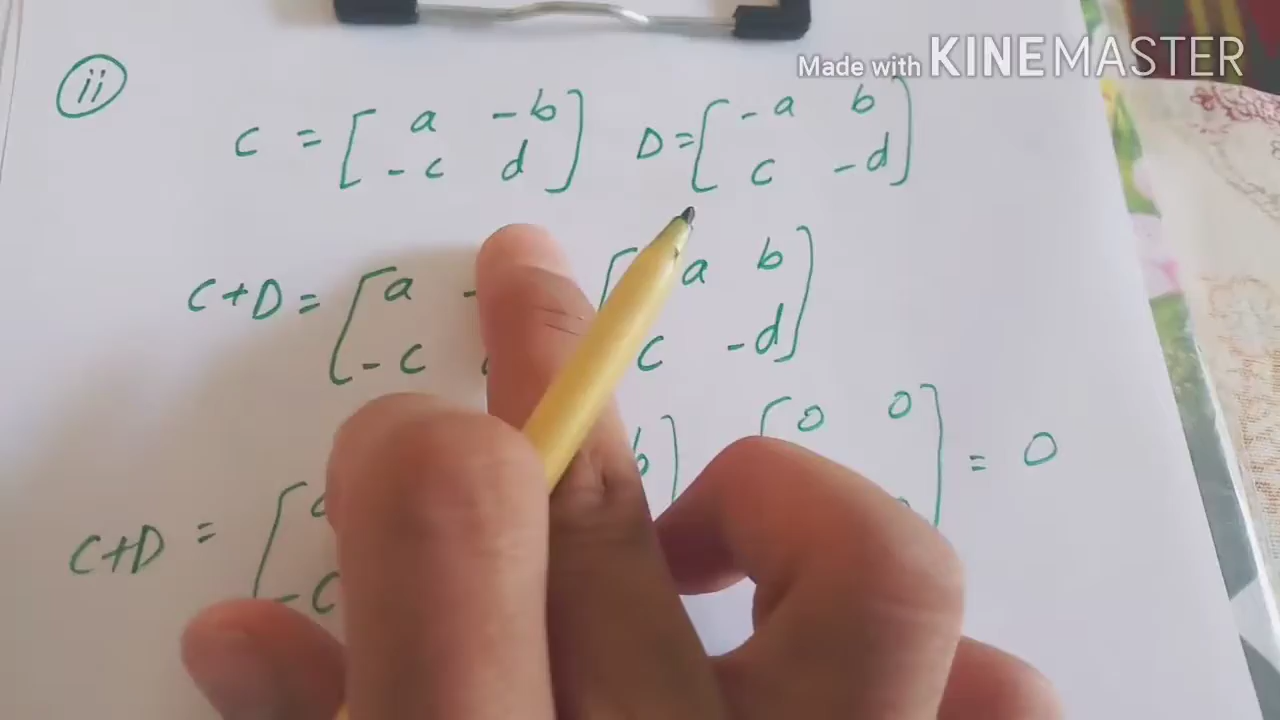 Made with KINEMASTER
ii
C = [ a -b ] D = [ -a b ]
[ -c d ] [ c -d ]
C+D = [ a - [ a b ]
[ -c c -d ]
b ] [ 0 0 ] = 0
C+D = [
-c